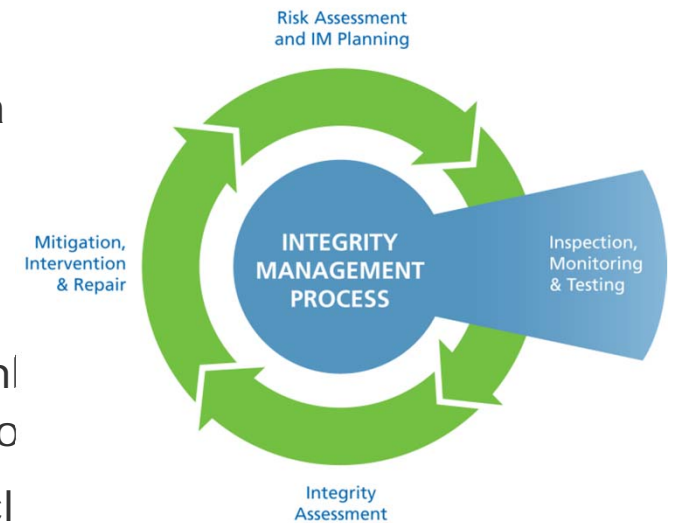 Risk Assessment
and IM Planning
Mitigation,
Intervention
& Repair
INTEGRITY
MANAGEMENT
PROCESS
Inspection,
Monitoring
& Testing
Integrity
Assessment